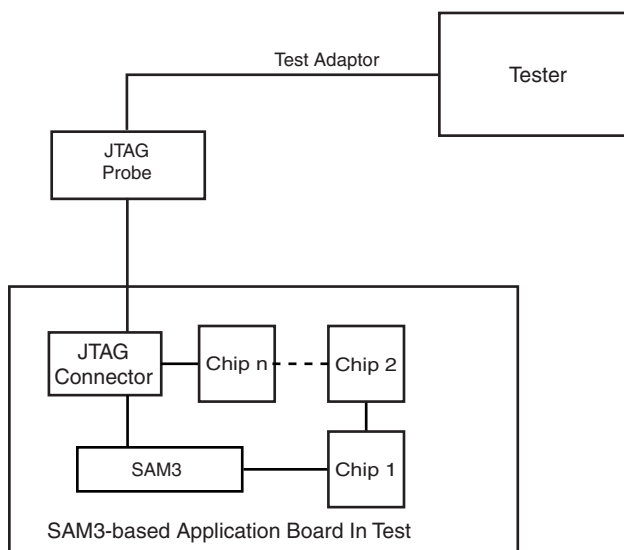 Test Adaptor
Tester
JTAG
Probe
JTAG
Connector
Chip n
Chip 2
SAM3
Chip 1
SAM3-based Application Board In Test